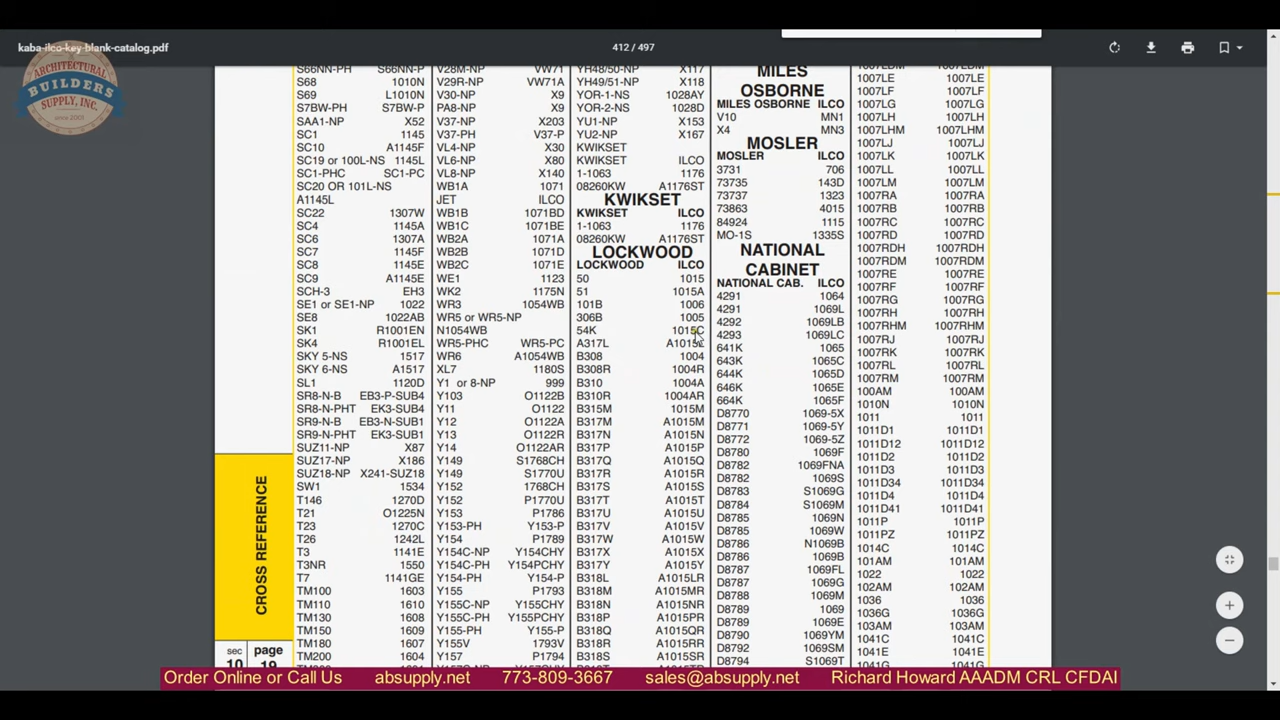 kaba-ilco-key-blank-catalog.pdf
412 / 497
ARCHITECTURAL
BUILDERS
SUPPLY, INC.
since 2001
S66NN-PH S66NN-P
S68 1010N
S69 L1010N
S7BW-PH S7BW-P
SAA1-NP X52
SC1 1145
SC10 A1145F
SC19 or 100L-NS 1145L
SC1-PHC SC1-PC
SC20 OR 101L-NS
A1145L
SC22 1307W
SC4 1145A
SC6 1307A
SC7 1145F
SC8 1145E
SC9 A1145E
SCH-3 EH3
SE1 or SE1-NP 1022
SE8 1022AB
SK1 R1001EN
SK4 R1001EL
SKY 5-NS 1517
SKY 6-NS A1517
SL1 1120D
SR8-N-B EB3-P-SUB4
SR8-N-PHT EK3-SUB4
SR9-N-B EB3-N-SUB1
SR9-N-PHT EK3-SUB1
SUZ11-NP X87
SUZ17-NP X186
SUZ18-NP X241-SUZ18
SW1 1534
T146 1270D
T21 O1225N
T23 1270C
T26 1242L
T3 1141E
T3NR 1550
T7 1141GE
TM100 1603
TM110 1610
TM130 1608
TM150 1609
TM180 1607
TM200 1604
V28M-NP VW71
V29R-NP VW71A
V30-NP X9
PA8-NP X9
V37-NP X203
V37-PH V37-P
VL4-NP X30
VL6-NP X80
VL8-NP X140
WB1A 1071
JET ILCO
WB1B 1071BD
WB1C 1071BE
WB2A 1071A
WB2B 1071D
WB2C 1071E
WE1 1123
WK2 1175N
WR3 1054WB
WR5 or WR5-NP
N1054WB
WR5-PHC WR5-PC
WR6 A1054WB
XL7 1180S
Y1 or 8-NP 999
Y103 O1122B
Y11 O1122
Y12 O1122A
Y13 O1122R
Y14 O1122AR
Y149 S1768CH
Y149 S1770U
Y152 1768CH
Y152 P1770U
Y153 P1786
Y153-PH Y153-P
Y154 P1789
Y154C-NP Y154CHY
Y154C-PH Y154PCHY
Y154-PH Y154-P
Y155 P1793
Y155C-NP Y155CHY
Y155C-PH Y155PCHY
Y155-PH Y155-P
Y155V 1793V
Y157 P1794
YH48/50-NP X117
YH49/51-NP X118
YOR-1-NS 1028AY
YOR-2-NS 1028D
YU1-NP X153
YU2-NP X167
KWIKSET
KWIKSET ILCO
1-1063 1176
08260KW A1176ST
KWIKSET
KWIKSET ILCO
1-1063 1176
08260KW A1176ST
LOCKWOOD
LOCKWOOD ILCO
50 1015
51 1015A
101B 1006
306B 1005
54K 1015C
A317L
B308 1004
B308R 1004R
B310 1004A
B310R 1004AR
B315M 1015M
B317M A1015M
B317N A1015N
B317P A1015P
B317Q A1015Q
B317R A1015R
B317S A1015S
B317T A1015T
B317U A1015U
B317V A1015V
B317W A1015W
B317X A1015X
B317Y A1015Y
B318L A1015LR
B318M A1015MR
B318N A1015NR
B318P A1015PR
B318Q A1015QR
B318R A1015RR
B318S A1015SR
MILES
OSBORNE
MILES OSBORNE ILCO
V10 MN1
X4 MN3
MOSLER
MOSLER ILCO
3731 706
73735 143D
73737 1323
73863 4015
84924 1115
MO-1S 1335S
NATIONAL
CABINET
NATIONAL CAB. ILCO
4291 1064
4291 1069L
4292 1069LB
4293 1069LC
641K 1065
643K 1065C
644K 1065D
646K 1065E
664K 1065F
D8770 1069-5X
D8771 1069-5Y
D8772 1069-5Z
D8780 1069F
D8782 1069FNA
D8782 1069S
D8783 S1069G
D8784 S1069M
D8785 1069N
D8785 1069W
D8786 N1069B
D8786 1069B
D8787 1069FL
D8787 1069G
D8788 1069M
D8789 1069
D8789 1069E
D8790 1069YM
D8792 1069SM
D8794 S1069T
1007LE 1007LE
1007LF 1007LF
1007LG 1007LG
1007LH 1007LH
1007LHM 1007LHM
1007LJ 1007LJ
1007LK 1007LK
1007LL 1007LL
1007LM 1007LM
1007RA 1007RA
1007RB 1007RB
1007RC 1007RC
1007RD 1007RD
1007RDH 1007RDH
1007RDM 1007RDM
1007RE 1007RE
1007RF 1007RF
1007RG 1007RG
1007RH 1007RH
1007RHM 1007RHM
1007RJ 1007RJ
1007RK 1007RK
1007RL 1007RL
1007RM 1007RM
100AM 100AM
1010N 1010N
1011 1011
1011D1 1011D1
1011D12 1011D12
1011D2 1011D2
1011D3 1011D3
1011D34 1011D34
1011D4 1011D4
1011D41 1011D41
1011P 1011P
1011PZ 1011PZ
1014C 1014C
101AM 101AM
1022 1022
102AM 102AM
1036 1036
1036G 1036G
103AM 103AM
1041C 1041C
1041E 1041E
1041G 1041G
CROSS REFERENCE
sec page
10 19
Order Online or Call Us absupply.net 773-809-3667 sales@absupply.net Richard Howard AAADM CRL CFDAI